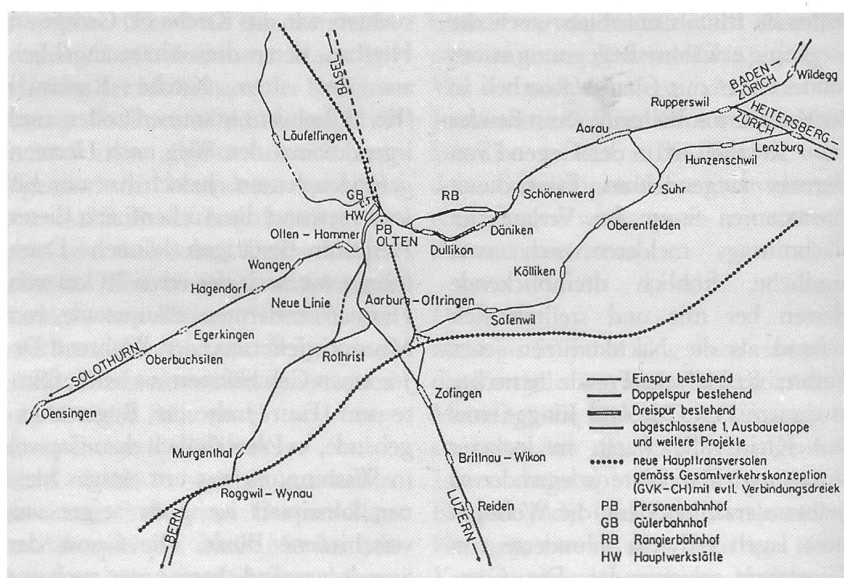 BASEL
Läufelfingen
BADEN
ZÜRICH
Wildegg
Rupperswil
HEITERSBERG-
ZÜRICH
Aarau
Lenzburg
Hunzenschwil
Suhr
GB
HW
RB
Schönenwerd
PB
OLTEN
Olten-Hammer
Däniken
Dulliken
Oberentfelden
Wangen
Kölliken
Hägendorf
Neue Linie
Aarburg-Oftringen
Safenwil
Egerkingen
SOLOTHURN
Oberbuchsiten
Rothrist
Oensingen
Zofingen
Murgenthal
Brittnau-Wikon
Roggwil-Wynau
Reiden
BERN
LUZERN
Einspur bestehend
Doppelspur bestehend
Dreispur bestehend
abgeschlossene 1. Ausbauetappe
und weitere Projekte
neue Haupttransversalen
gemäss Gesamtverkehrskonzeption
(GVK-CH) mit evtl. Verbindungsdreiek
PB Personenbahnhof
GB Güterbahnhof
RB Rangierbahnhof
HW Hauptwerkstätte